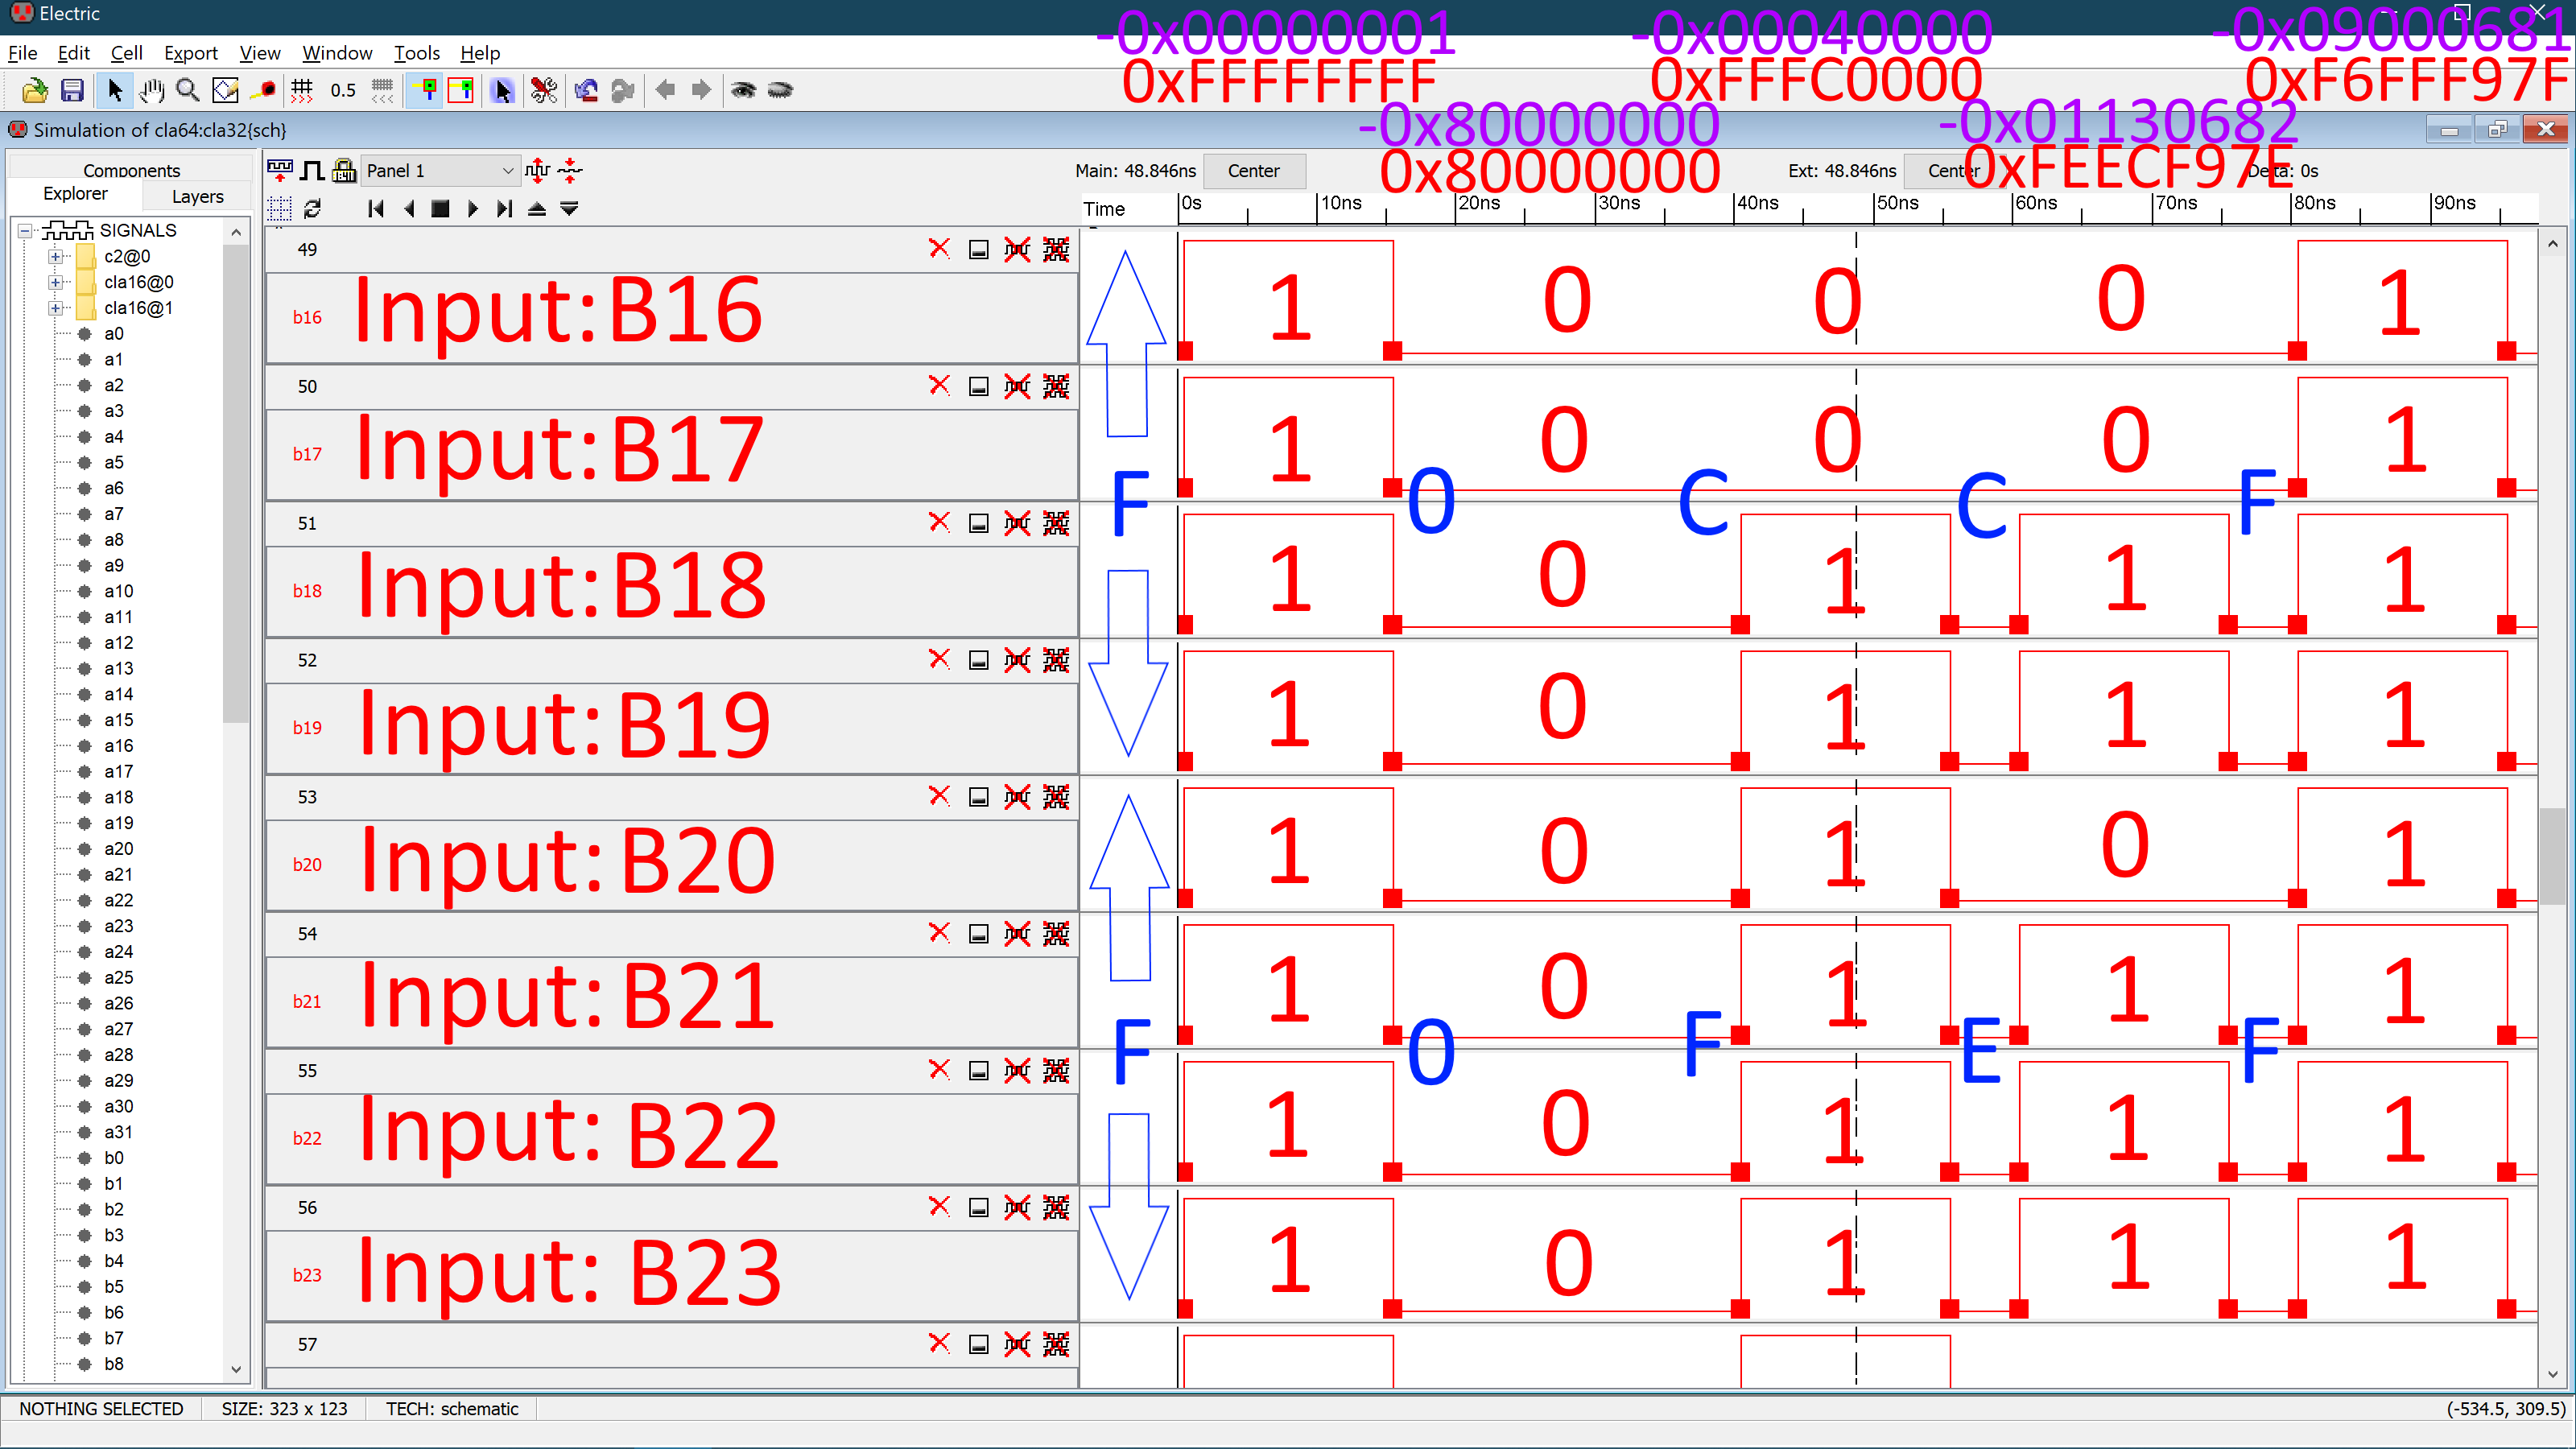 Electric
-0x00000001 -0x00040000 -0x09000681
File Edit Cell Export View Window Tools Help
0xFFFFFFFF 0xFFFC0000 0xF6FFF97F
0.5
-0x80000000 -0x01130682
Simulation of cla64:cla32{sch}
0x80000000 0xFEECF97E
Components
Explorer Layers
Panel 1
Main: 48.846ns Center Ext: 48.846ns Center Delta: 0s
Time 0s 10ns 20ns 30ns 40ns 50ns 60ns 70ns 80ns 90ns
SIGNALS
c2@0
cla16@0
cla16@1
a0
a1
a2
a3
a4
a5
a6
a7
a8
a9
a10
a11
a12
a13
a14
a15
a16
a17
a18
a19
a20
a21
a22
a23
a24
a25
a26
a27
a28
a29
a30
a31
b0
b1
b2
b3
b4
b5
b6
b7
b8
49
b16 Input: B16 1 0 0 0 1
50
b17 Input: B17 1 0 0 0 1
F 0 C C F
51
b18 Input: B18 1 0 1 1 1
52
b19 Input: B19 1 0 1 1 1
53
b20 Input: B20 1 0 1 0 1
54
b21 Input: B21 1 0 1 1 1
F 0 F E F
55
b22 Input: B22 1 0 1 1 1
56
b23 Input: B23 1 0 1 1 1
57
NOTHING SELECTED SIZE: 323 x 123 TECH: schematic (-534.5, 309.5)